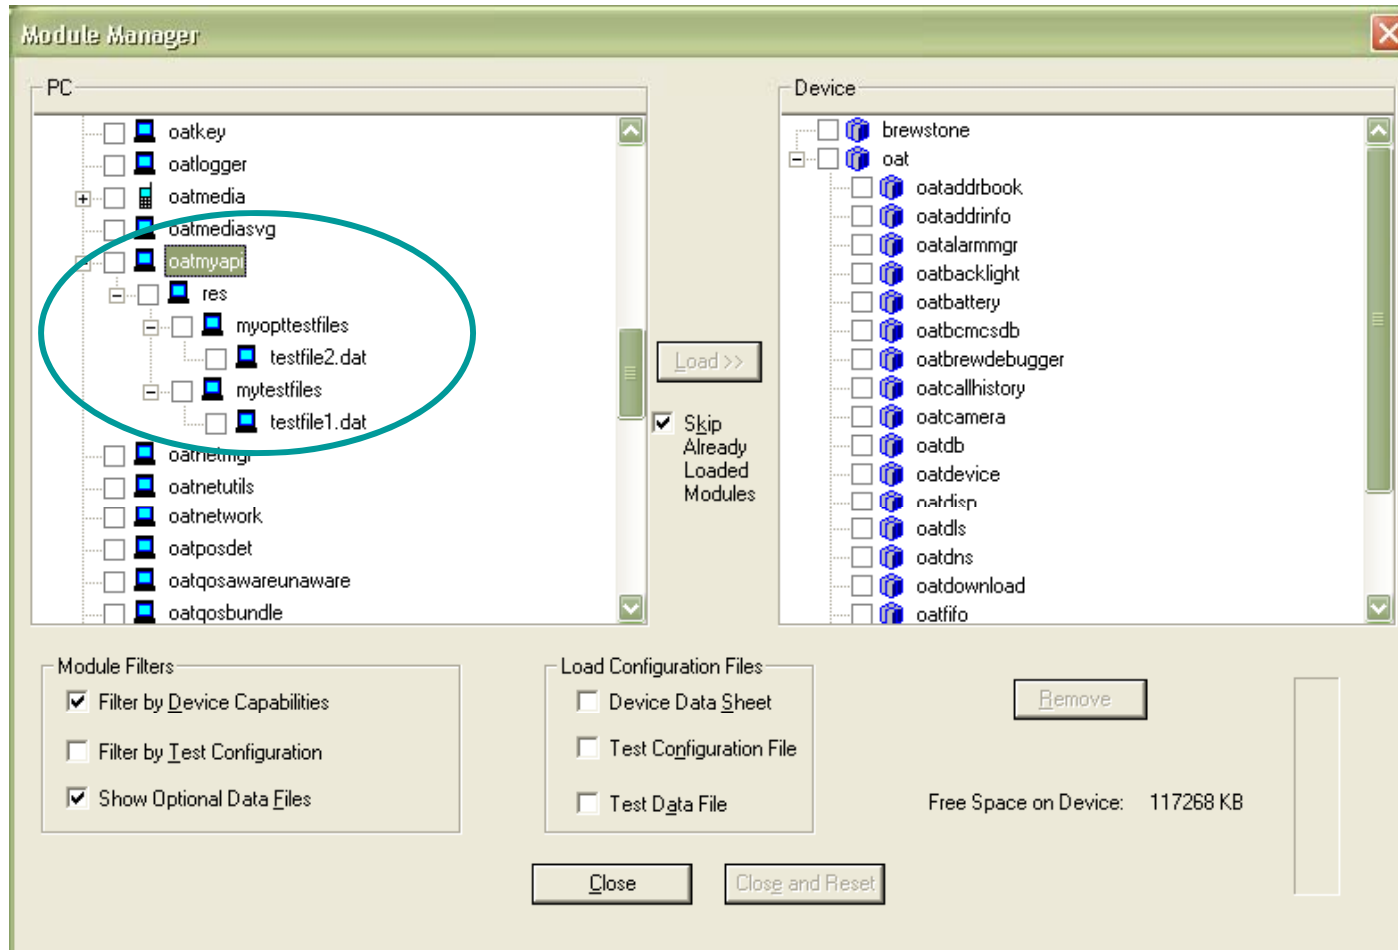 Module Manager
PC
oatkey
oatlogger
oatmedia
oatmediasvg
oatmyapi
res
myopttestfiles
testfile2.dat
mytestfiles
testfile1.dat
oatnetmgr
oatnetutils
oatnetwork
oatposdet
oatqosawareunaware
oatqosbundle
Load >>
Skip
Already
Loaded
Modules
Device
brewstone
oat
oataddrbook
oataddrinfo
oatalarmmgr
oatbacklight
oatbattery
oatbcmcsdb
oatbrewdebugger
oatcallhistory
oatcamera
oatdb
oatdevice
oatdisp
oatdls
oatdns
oatdownload
oatfifo
Module Filters
Filter by Device Capabilities
Filter by Test Configuration
Show Optional Data Files
Load Configuration Files
Device Data Sheet
Test Configuration File
Test Data File
Remove
Free Space on Device: 117268 KB
Close
Close and Reset